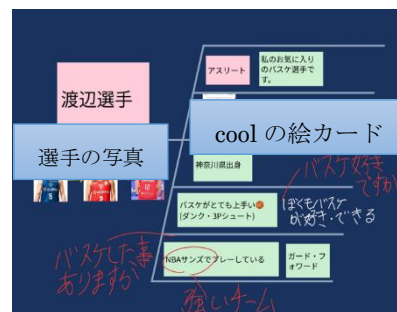 アスリート
私のお気に入り
のバスケ選手で
す。
渡辺選手
選手の写真
coolの絵カード
神奈川県出身
バスケ好き
ですか
バスケがとても上手い🏀
(ダンク・3Pシュート)
ぼくもバスケ
が好き・できる
バスケした事
ありますか
NBAサンズでプレーしている
ガード・フ
ォワード
強いチーム